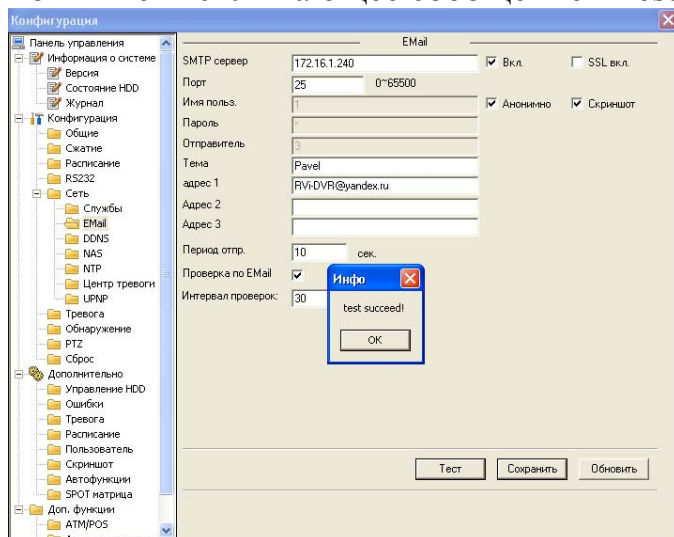 Конфигурация
Панель управления
Информация о системе
Версия
Состояние HDD
Журнал
Конфигурация
Общие
Сжатие
Расписание
RS232
Сеть
Службы
EMail
DDNS
NAS
NTP
Центр тревоги
UPNP
Тревога
Обнаружение
PTZ
Сброс
Дополнительно
Управление HDD
Ошибки
Тревога
Расписание
Пользователь
Скриншот
Автофункции
SPOT матрица
Доп. функции
ATM/POS
EMail
SMTP сервер 172.16.1.240 Вкл. SSL вкл.
Порт 25 0~65500
Имя польз. 1 Анонимно Скриншот
Пароль *
Отправитель 3
Тема Pavel
адрес 1 RVi-DVR@yandex.ru
Адрес 2
Адрес 3
Период отпр. 10 сек.
Проверка по EMail
Интервал проверок: 30
Инфо
test succeed!
OK
Тест Сохранить Обновить